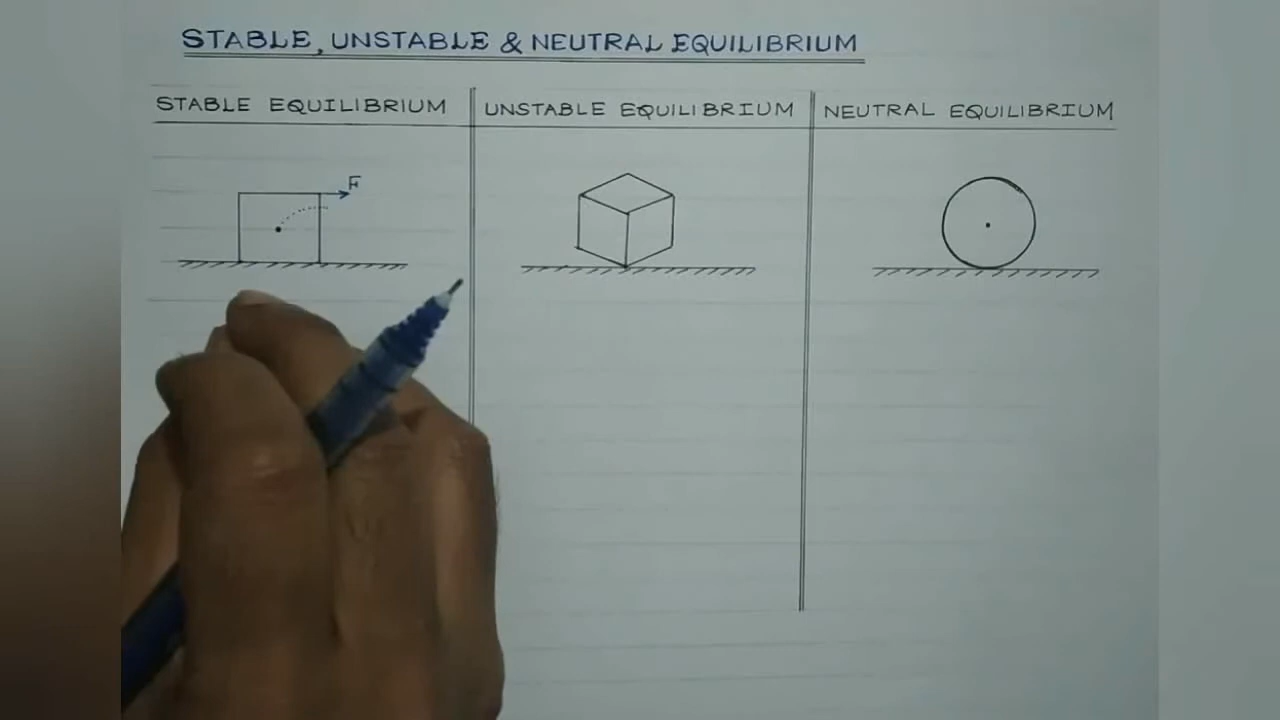 STABLE, UNSTABLE & NEUTRAL EQUILIBRIUM
STABLE EQUILIBRIUM
UNSTABLE EQUILIBRIUM
NEUTRAL EQUILIBRIUM
F